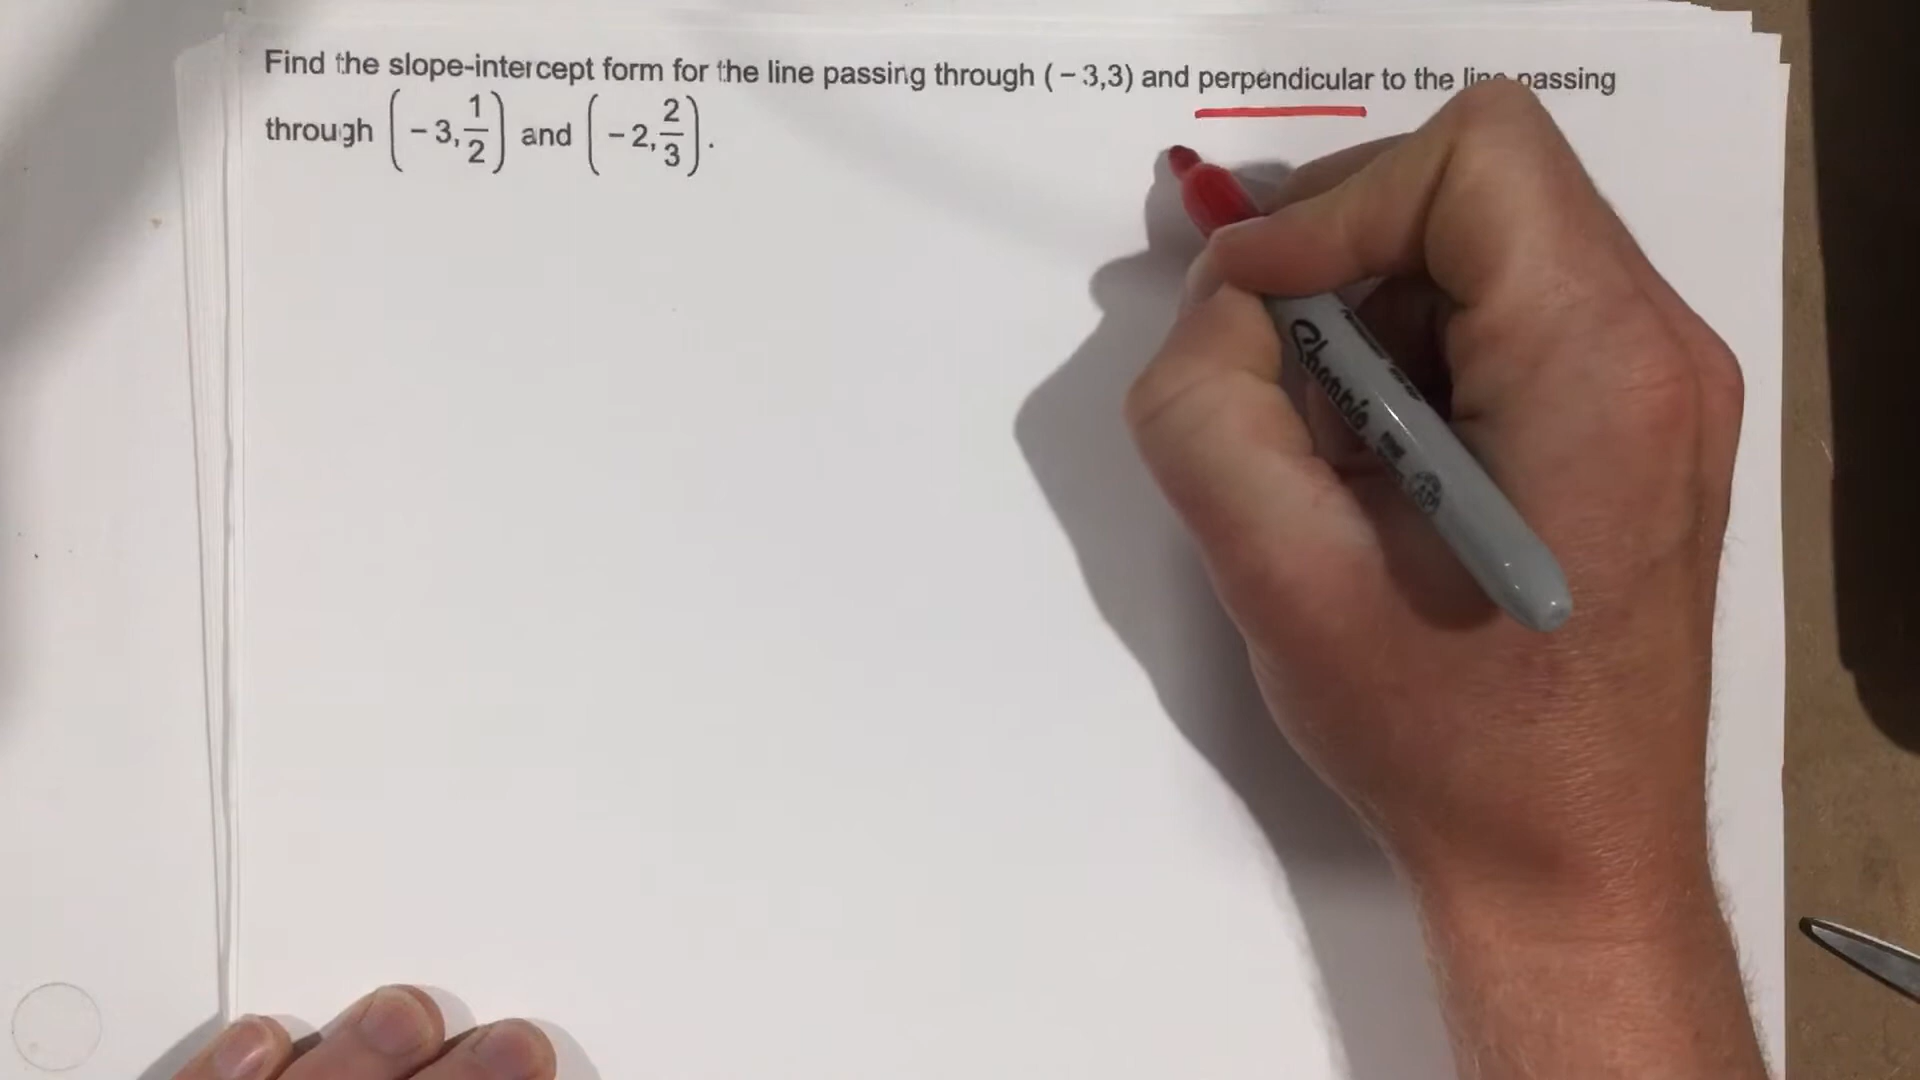 Find the slope-intercept form for the line passing through (−3,3) and perpendicular to the line passing
through (−3, 1/2) and (−2, 2/3).
Sharpie